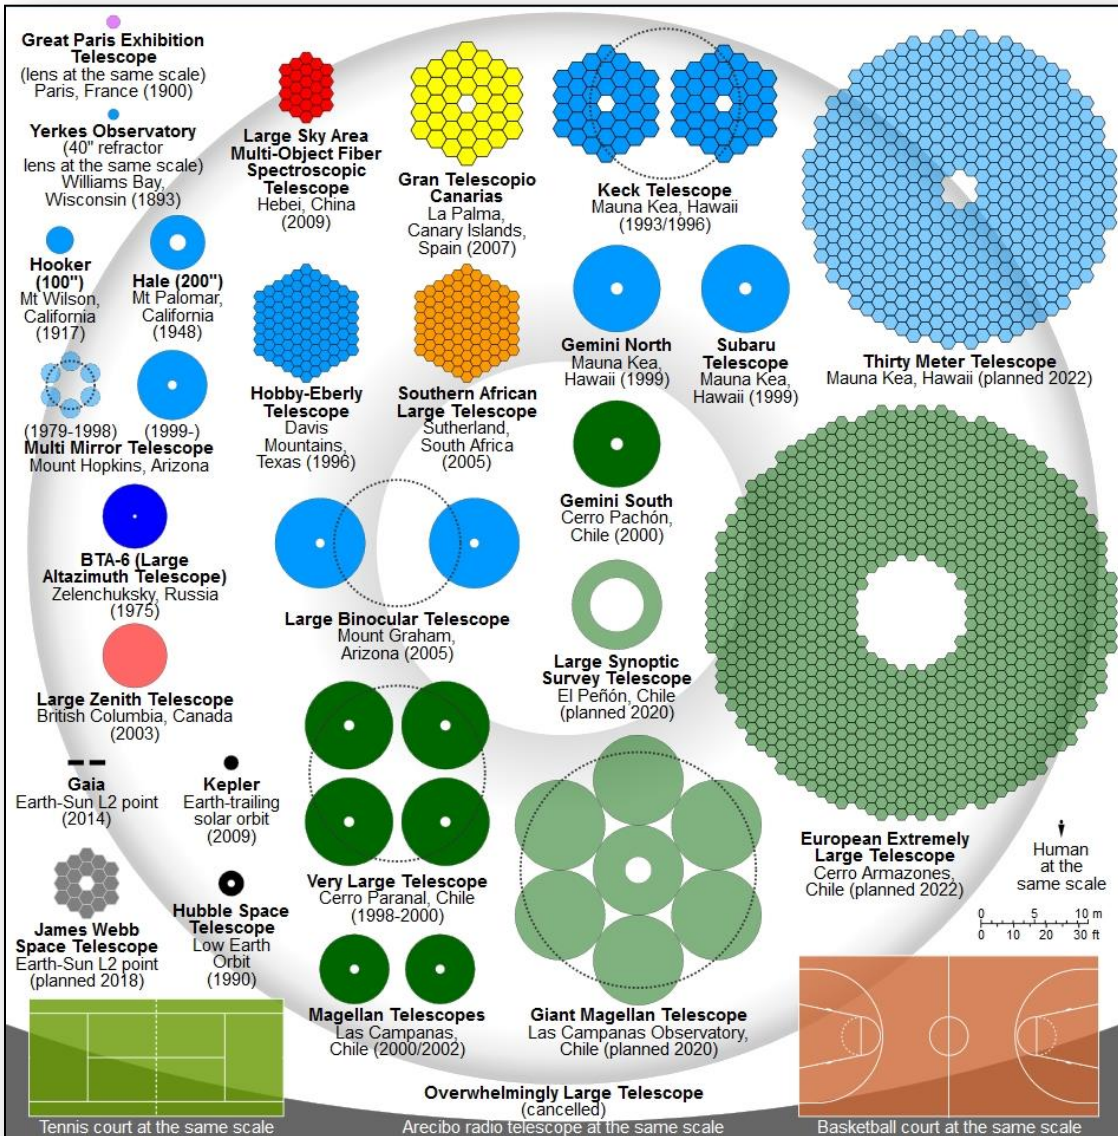 Great Paris Exhibition
Telescope
(lens at the same scale)
Paris, France (1900)
Yerkes Observatory
(40" refractor
lens at the same scale)
Williams Bay,
Wisconsin (1893)
Hooker
(100")
Mt Wilson,
California
(1917)
Hale (200")
Mt Palomar,
California
(1948)
(1979-1998)
(1999-)
Multi Mirror Telescope
Mount Hopkins, Arizona
BTA-6 (Large
Altazimuth Telescope)
Zelenchuksky, Russia
(1975)
Large Zenith Telescope
British Columbia, Canada
(2003)
Gaia
Earth-Sun L2 point
(2014)
Kepler
Earth-trailing
solar orbit
(2009)
James Webb
Space Telescope
Earth-Sun L2 point
(planned 2018)
Hubble Space
Telescope
Low Earth
Orbit
(1990)
Large Sky Area
Multi-Object Fiber
Spectroscopic
Telescope
Hebei, China
(2009)
Gran Telescopio
Canarias
La Palma,
Canary Islands,
Spain (2007)
Keck Telescope
Mauna Kea, Hawaii
(1993/1996)
Hobby-Eberly
Telescope
Davis
Mountains,
Texas (1996)
Southern African
Large Telescope
Sutherland,
South Africa
(2005)
Gemini North
Mauna Kea,
Hawaii (1999)
Subaru
Telescope
Mauna Kea,
Hawaii (1999)
Thirty Meter Telescope
Mauna Kea, Hawaii (planned 2022)
Gemini South
Cerro Pachón,
Chile (2000)
Large Binocular Telescope
Mount Graham,
Arizona (2005)
Large Synoptic
Survey Telescope
El Peñón, Chile
(planned 2020)
Very Large Telescope
Cerro Paranal, Chile
(1998-2000)
Magellan Telescopes
Las Campanas,
Chile (2000/2002)
Giant Magellan Telescope
Las Campanas Observatory,
Chile (planned 2020)
European Extremely
Large Telescope
Cerro Armazones,
Chile (planned 2022)
Human
at the
same scale
0 5 10 m
0 10 20 30 ft
Overwhelmingly Large Telescope
(cancelled)
Tennis court at the same scale
Arecibo radio telescope at the same scale
Basketball court at the same scale